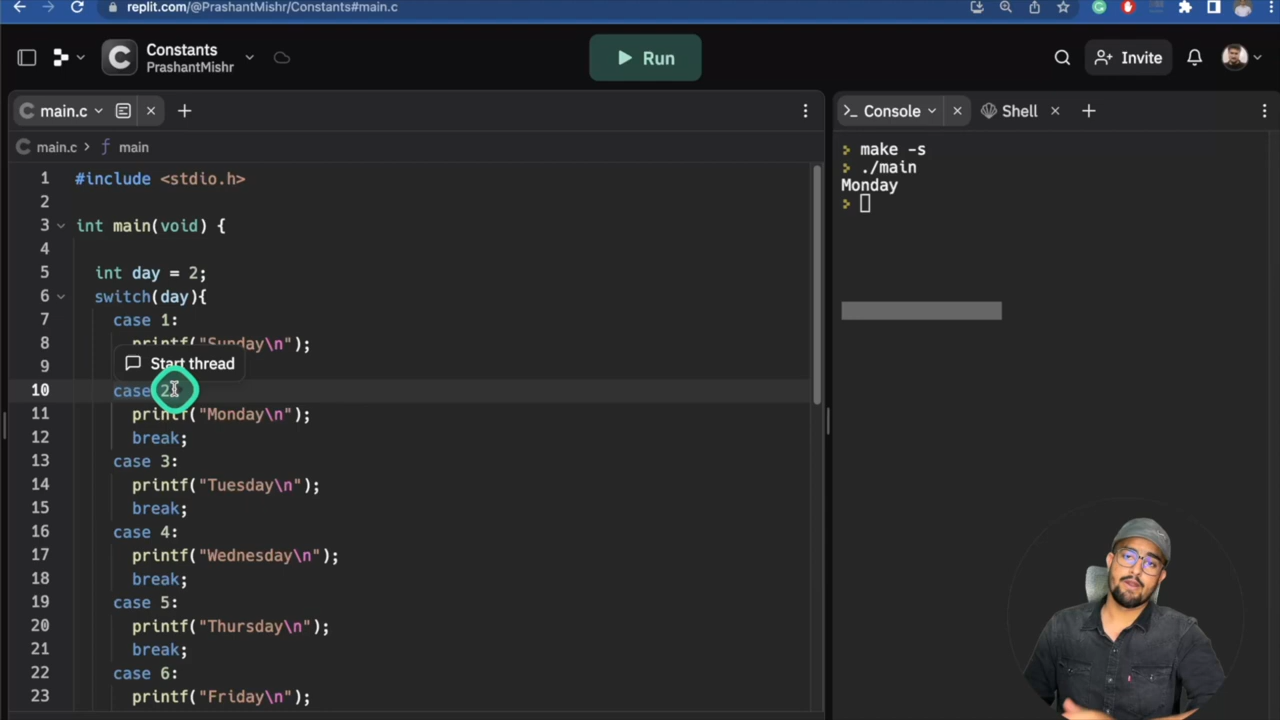 replit.com/@PrashantMishr/Constants#main.c
Constants
PrashantMishr
Run
Invite
main.c
main.c > f main
1 #include <stdio.h>
2
3 int main(void) {
4
5 int day = 2;
6 switch(day){
7 case 1:
8 printf("Sunday\n");
9
Start thread
10 case 2
11 printf("Monday\n");
12 break;
13 case 3:
14 printf("Tuesday\n");
15 break;
16 case 4:
17 printf("Wednesday\n");
18 break;
19 case 5:
20 printf("Thursday\n");
21 break;
22 case 6:
23 printf("Friday\n");
>_ Console
Shell
> make -s
> ./main
Monday
>